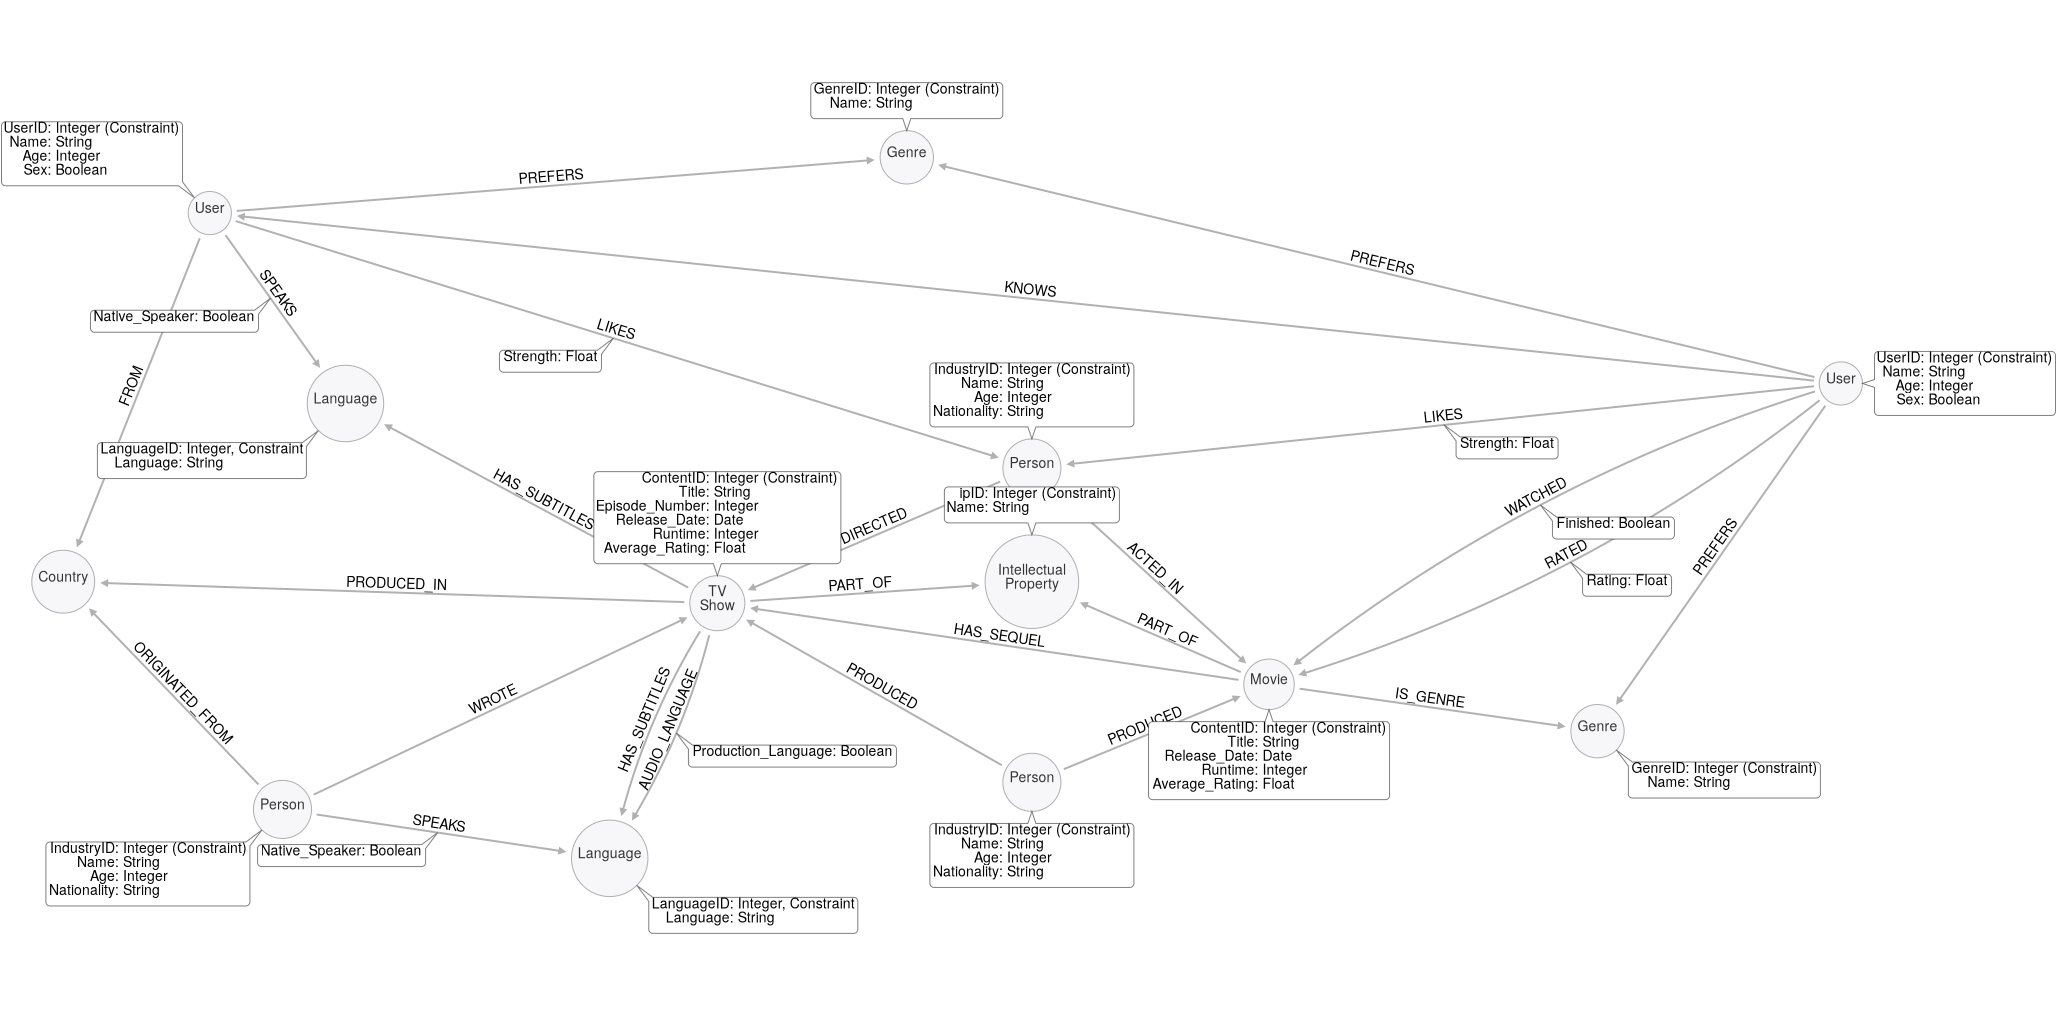 GenreID: Integer (Constraint)
Name: String
Genre
UserID: Integer (Constraint)
Name: String
Age: Integer
Sex: Boolean
User
PREFERS
PREFERS
KNOWS
SPEAKS
Native_Speaker: Boolean
LIKES
Strength: Float
FROM
Language
LanguageID: Integer, Constraint
Language: String
IndustryID: Integer (Constraint)
Name: String
Age: Integer
Nationality: String
Person
LIKES
Strength: Float
User
UserID: Integer (Constraint)
Name: String
Age: Integer
Sex: Boolean
HAS_SUBTITLES
ContentID: Integer (Constraint)
Title: String
Episode_Number: Integer
Release_Date: Date
Runtime: Integer
Average_Rating: Float
DIRECTED
ipID: Integer (Constraint)
Name: String
ACTED_IN
WATCHED
Finished: Boolean
RATED
Rating: Float
PREFERS
Country
PRODUCED_IN
TV
Show
PART_OF
Intellectual
Property
HAS_SEQUEL
PART_OF
Movie
IS_GENRE
Genre
GenreID: Integer (Constraint)
Name: String
ORIGINATED_FROM
WROTE
HAS_SUBTITLES
AUDIO_LANGUAGE
Production_Language: Boolean
PRODUCED
PRODUCED
ContentID: Integer (Constraint)
Title: String
Release_Date: Date
Runtime: Integer
Average_Rating: Float
Person
IndustryID: Integer (Constraint)
Name: String
Age: Integer
Nationality: String
Person
SPEAKS
Native_Speaker: Boolean
IndustryID: Integer (Constraint)
Name: String
Age: Integer
Nationality: String
Language
LanguageID: Integer, Constraint
Language: String